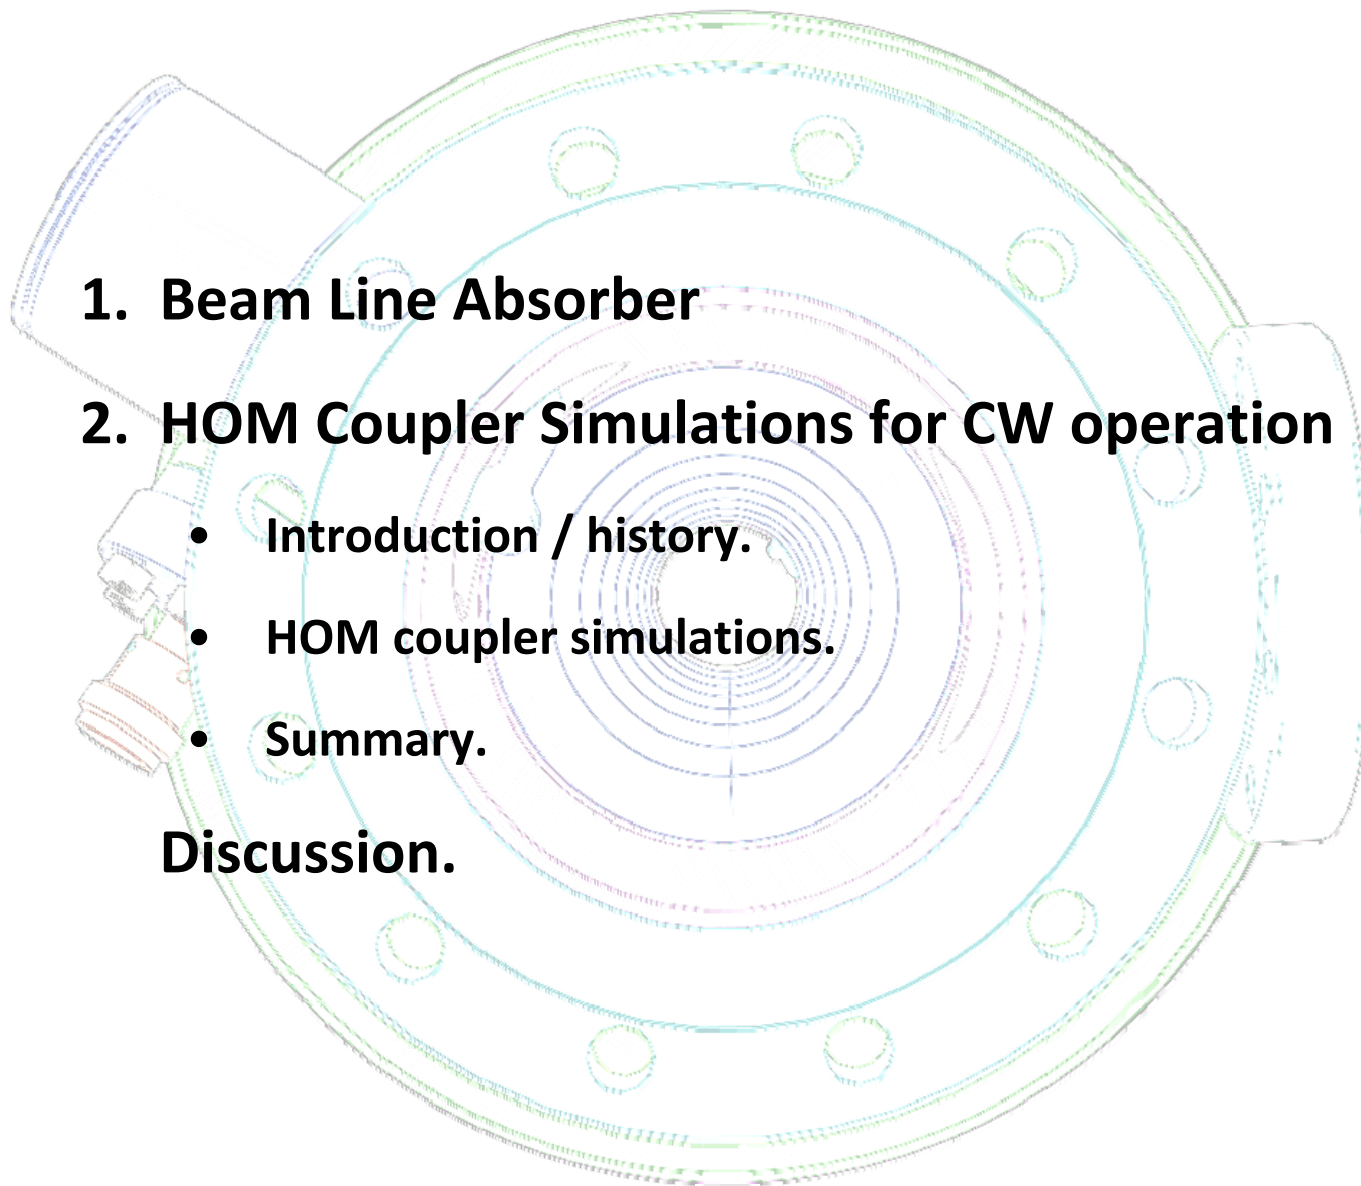 1. Beam Line Absorber
2. HOM Coupler Simulations for CW operation
• Introduction / history.
• HOM coupler simulations.
• Summary.
Discussion.